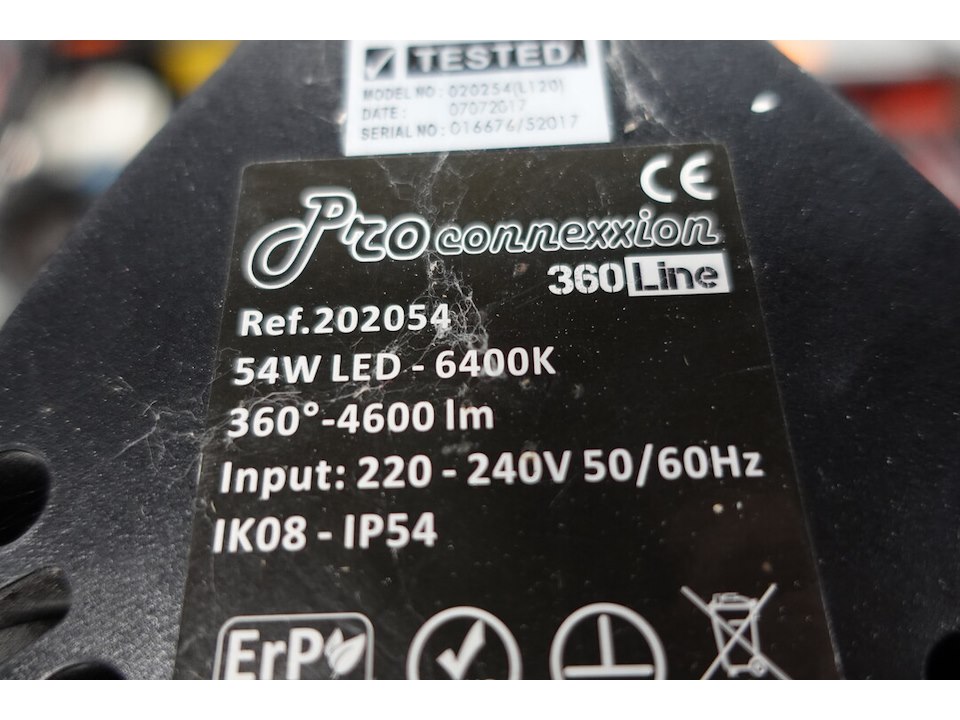 TESTED
MODEL NO : 020254(L120)
DATE : 07072017
SERIAL NO : 016676/52017
CE
Pro connexxion
360 Line
Ref.202054
54W LED - 6400K
360°-4600 lm
Input: 220 - 240V 50/60Hz
IK08 - IP54
ErP